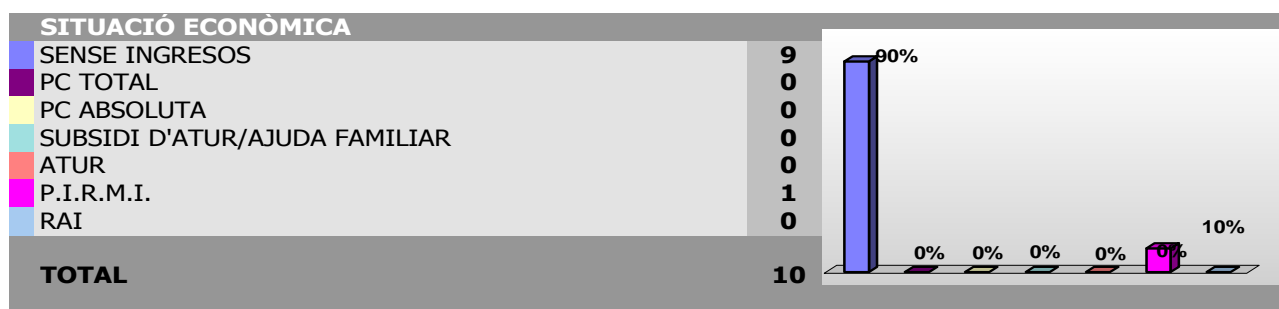 SITUACIÓ ECONÒMICA
SENSE INGRESOS 9
PC TOTAL 0
PC ABSOLUTA 0
SUBSIDI D'ATUR/AJUDA FAMILIAR 0
ATUR 0
P.I.R.M.I. 1
RAI 0
TOTAL 10
90%
0% 0% 0% 0% 0% 10%